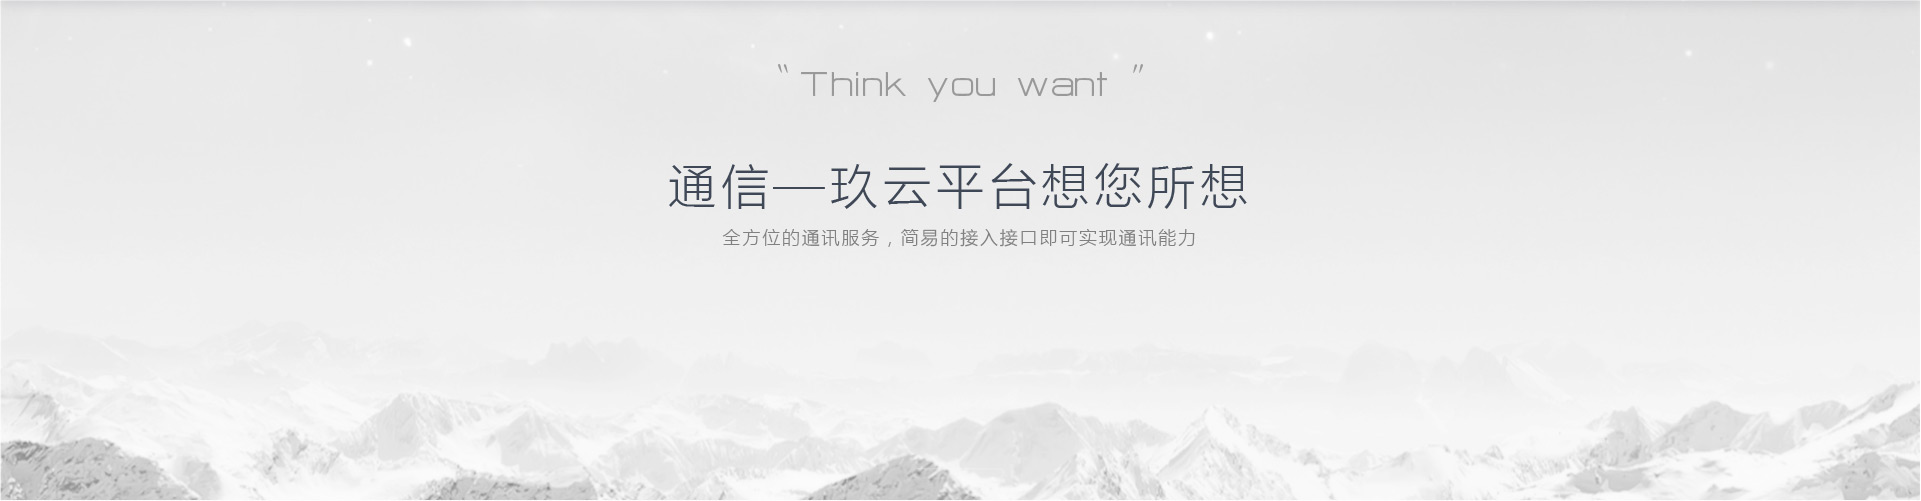 “Think you want”
通信—玖云平台想您所想
全方位的通讯服务，简易的接入接口即可实现通讯能力